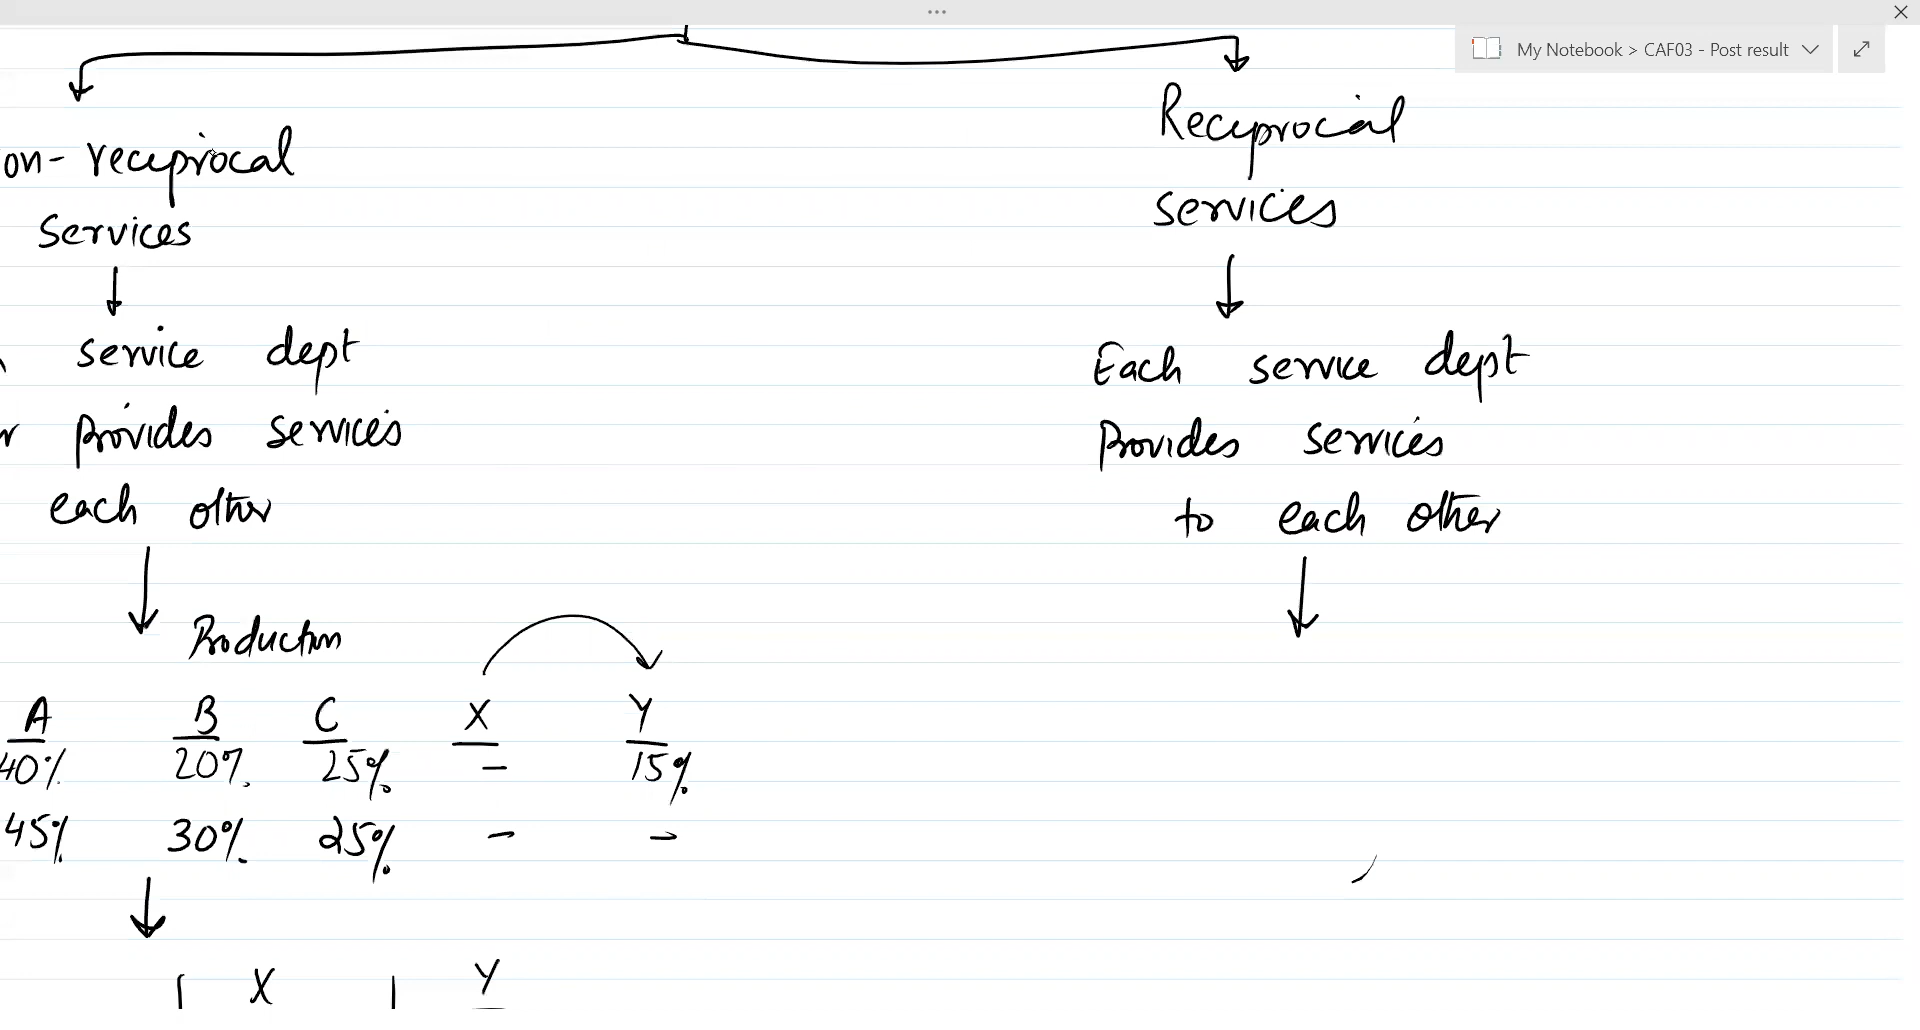 My Notebook > CAF03 - Post result
on- reciprocal
Services
service dept
provides services
each other
Production
A B C X Y
40% 20% 25% - 15%
45% 30% 25% - -
X Y
Reciprocial
services
Each service dept
Provides services
to each other